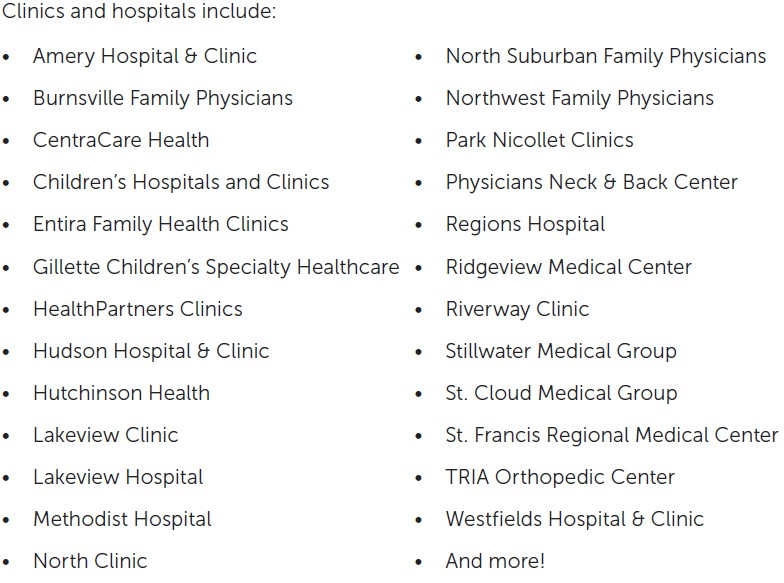 Clinics and hospitals include:
• Amery Hospital & Clinic
• Burnsville Family Physicians
• CentraCare Health
• Children’s Hospitals and Clinics
• Entira Family Health Clinics
• Gillette Children’s Specialty Healthcare
• HealthPartners Clinics
• Hudson Hospital & Clinic
• Hutchinson Health
• Lakeview Clinic
• Lakeview Hospital
• Methodist Hospital
• North Clinic
• North Suburban Family Physicians
• Northwest Family Physicians
• Park Nicollet Clinics
• Physicians Neck & Back Center
• Regions Hospital
• Ridgeview Medical Center
• Riverway Clinic
• Stillwater Medical Group
• St. Cloud Medical Group
• St. Francis Regional Medical Center
• TRIA Orthopedic Center
• Westfields Hospital & Clinic
• And more!